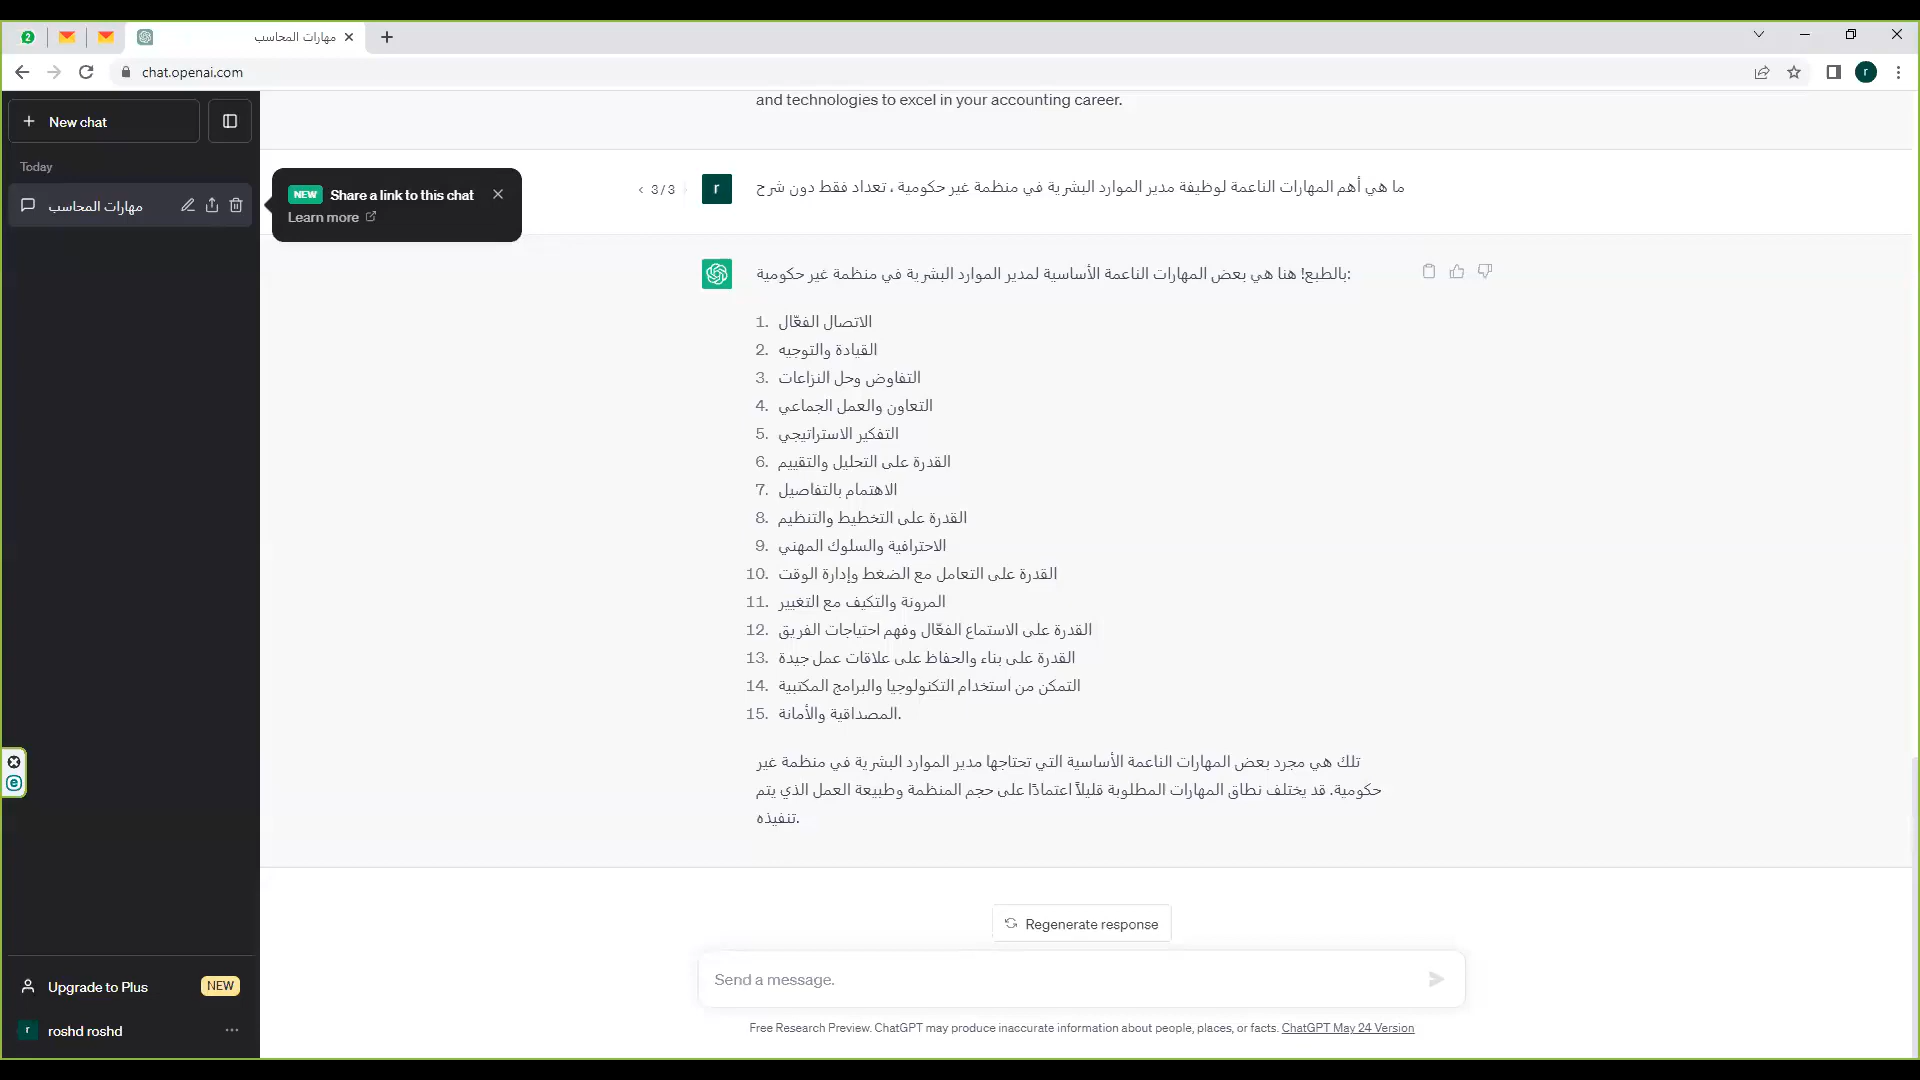 2
مهارات المحاسب
chat.openai.com
r
New chat
Today
مهارات المحاسب
NEW Share a link to this chat
Learn more
and technologies to excel in your accounting career.
3 / 3
r
ما هي أهم المهارات الناعمة لوظيفة مدير الموارد البشرية في منظمة غير حكومية ، تعداد فقط دون شرح
بالطبع! هنا هي بعض المهارات الناعمة الأساسية لمدير الموارد البشرية في منظمة غير حكومية:
1. الاتصال الفعّال
2. القيادة والتوجيه
3. التفاوض وحل النزاعات
4. التعاون والعمل الجماعي
5. التفكير الاستراتيجي
6. القدرة على التحليل والتقييم
7. الاهتمام بالتفاصيل
8. القدرة على التخطيط والتنظيم
9. الاحترافية والسلوك المهني
10. القدرة على التعامل مع الضغط وإدارة الوقت
11. المرونة والتكيف مع التغيير
12. القدرة على الاستماع الفعّال وفهم احتياجات الفريق
13. القدرة على بناء والحفاظ على علاقات عمل جيدة
14. التمكن من استخدام التكنولوجيا والبرامج المكتبية
15. المصداقية والأمانة.
تلك هي مجرد بعض المهارات الناعمة الأساسية التي تحتاجها مدير الموارد البشرية في منظمة غير
حكومية. قد يختلف نطاق المهارات المطلوبة قليلاً اعتمادًا على حجم المنظمة وطبيعة العمل الذي يتم
تنفيذه.
Regenerate response
Send a message.
Free Research Preview. ChatGPT may produce inaccurate information about people, places, or facts. ChatGPT May 24 Version
Upgrade to Plus NEW
r roshd roshd